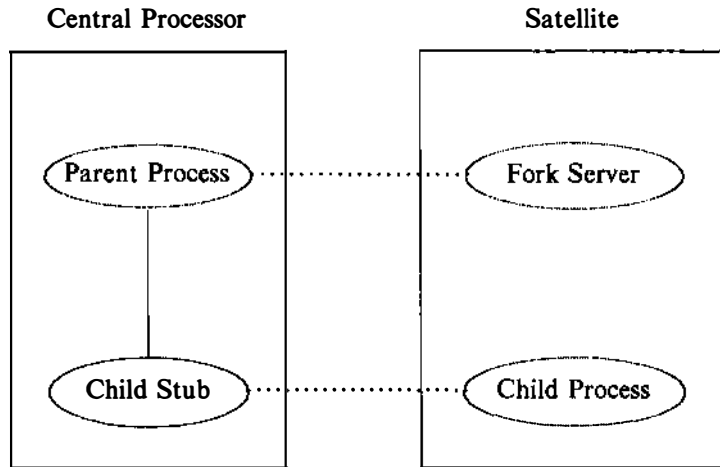 Central Processor
Satellite
Parent Process
Fork Server
Child Stub
Child Process